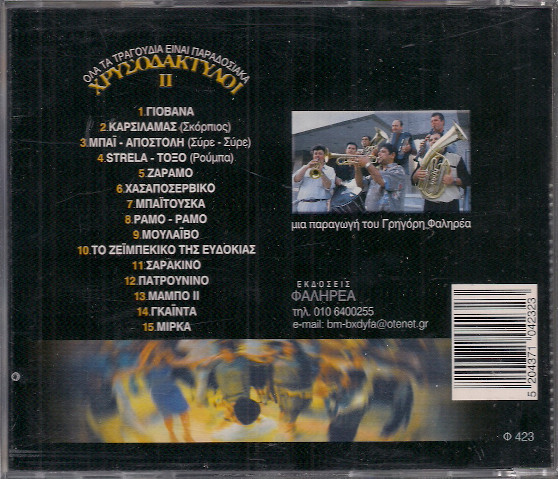 ΟΛΑ ΤΑ ΤΡΑΓΟΥΔΙΑ ΕΙΝΑΙ ΠΑΡΑΔΟΣΙΑΚΑ
ΧΡΥΣΟΔΑΚΤΥΛΟΙ
II
1.ΓΙΟΒΑΝΑ
2.ΚΑΡΣΙΛΑΜΑΣ (Σκόρπιος)
3.ΜΠΑΪ - ΑΠΟΣΤΟΛΗ (Σύρε - Σύρε)
4.STRELA - ΤΟΞΟ (Ρούμπα)
5.ΖΑΡΑΜΟ
6.ΧΑΣΑΠΟΣΕΡΒΙΚΟ
7.ΜΠΑΪΤΟΥΣΚΑ
8.ΡΑΜΟ - ΡΑΜΟ
9.ΜΟΥΛΑΪΒΟ
10.ΤΟ ΖΕΪΜΠΕΚΙΚΟ ΤΗΣ ΕΥΔΟΚΙΑΣ
11.ΣΑΡΑΚΙΝΟ
12.ΠΑΤΡΟΥΝΙΝΟ
13.ΜΑΜΠΟ II
14.ΓΚΑΪΝΤΑ
15.ΜΙΡΚΑ
μια παραγωγή του Γρηγόρη Φαληρέα
ΕΚΔΟΣΕΙΣ
ΦΑΛΗΡΕΑ
τηλ. 010 6400255
e-mail: bm-bxdyfa@otenet.gr
5 204371 042323
Φ 423